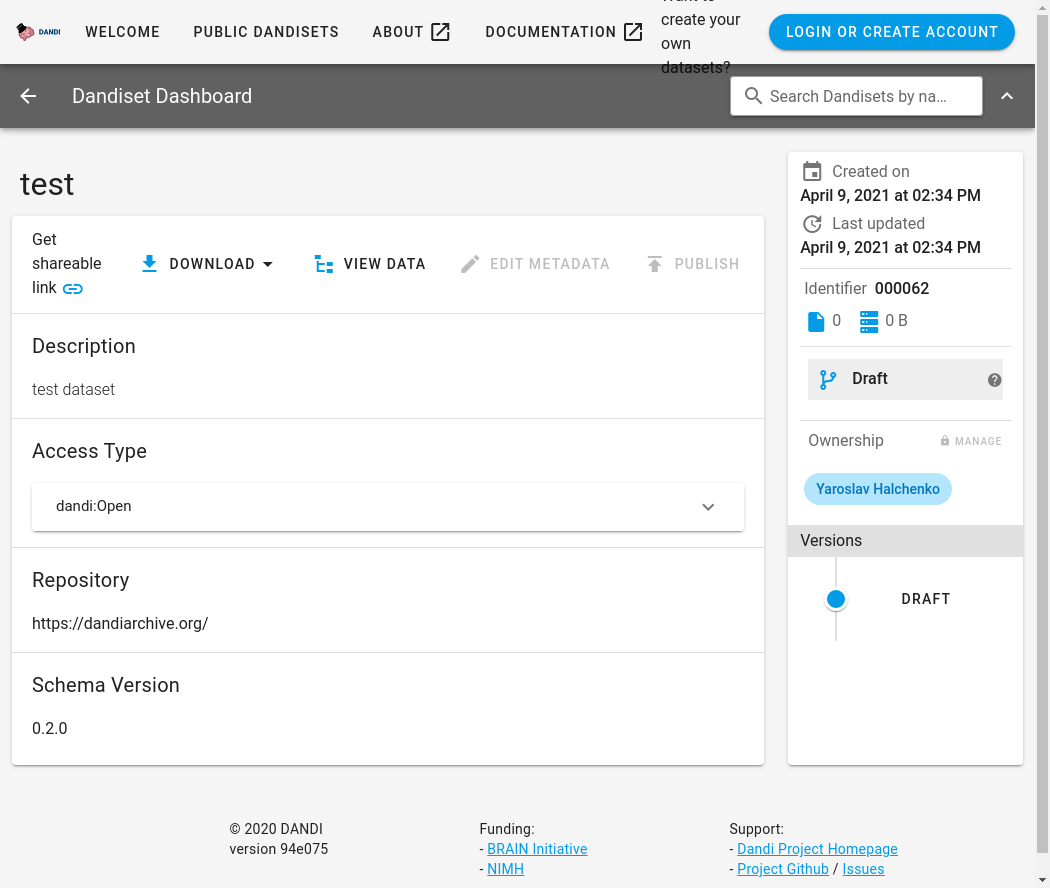 DANDI
WELCOME
PUBLIC DANDISETS
ABOUT
DOCUMENTATION
create your
own
datasets?
LOGIN OR CREATE ACCOUNT
Dandiset Dashboard
Search Dandisets by na...
test
Get
shareable
link
DOWNLOAD
VIEW DATA
EDIT METADATA
PUBLISH
Description
test dataset
Access Type
dandi:Open
Repository
https://dandiarchive.org/
Schema Version
0.2.0
Created on
April 9, 2021 at 02:34 PM
Last updated
April 9, 2021 at 02:34 PM
Identifier 000062
0
0 B
Draft
?
Ownership
MANAGE
Yaroslav Halchenko
Versions
DRAFT
© 2020 DANDI
version 94e075
Funding:
- BRAIN Initiative
- NIMH
Support:
- Dandi Project Homepage
- Project Github / Issues